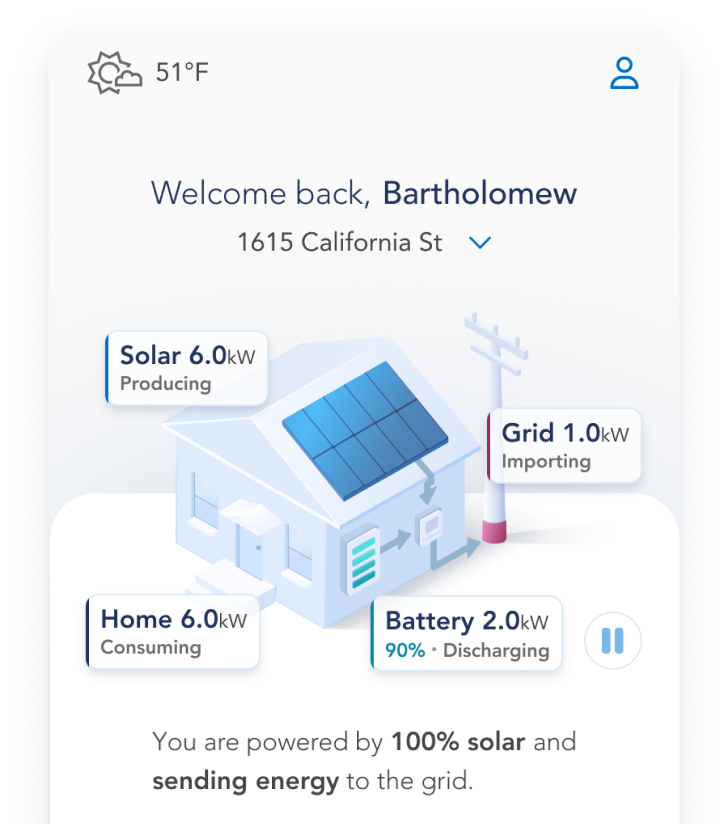 51°F
Welcome back, Bartholomew
1615 California St
Solar 6.0kW
Producing
Grid 1.0kW
Importing
Home 6.0kW
Consuming
Battery 2.0kW
90% • Discharging
You are powered by 100% solar and
sending energy to the grid.